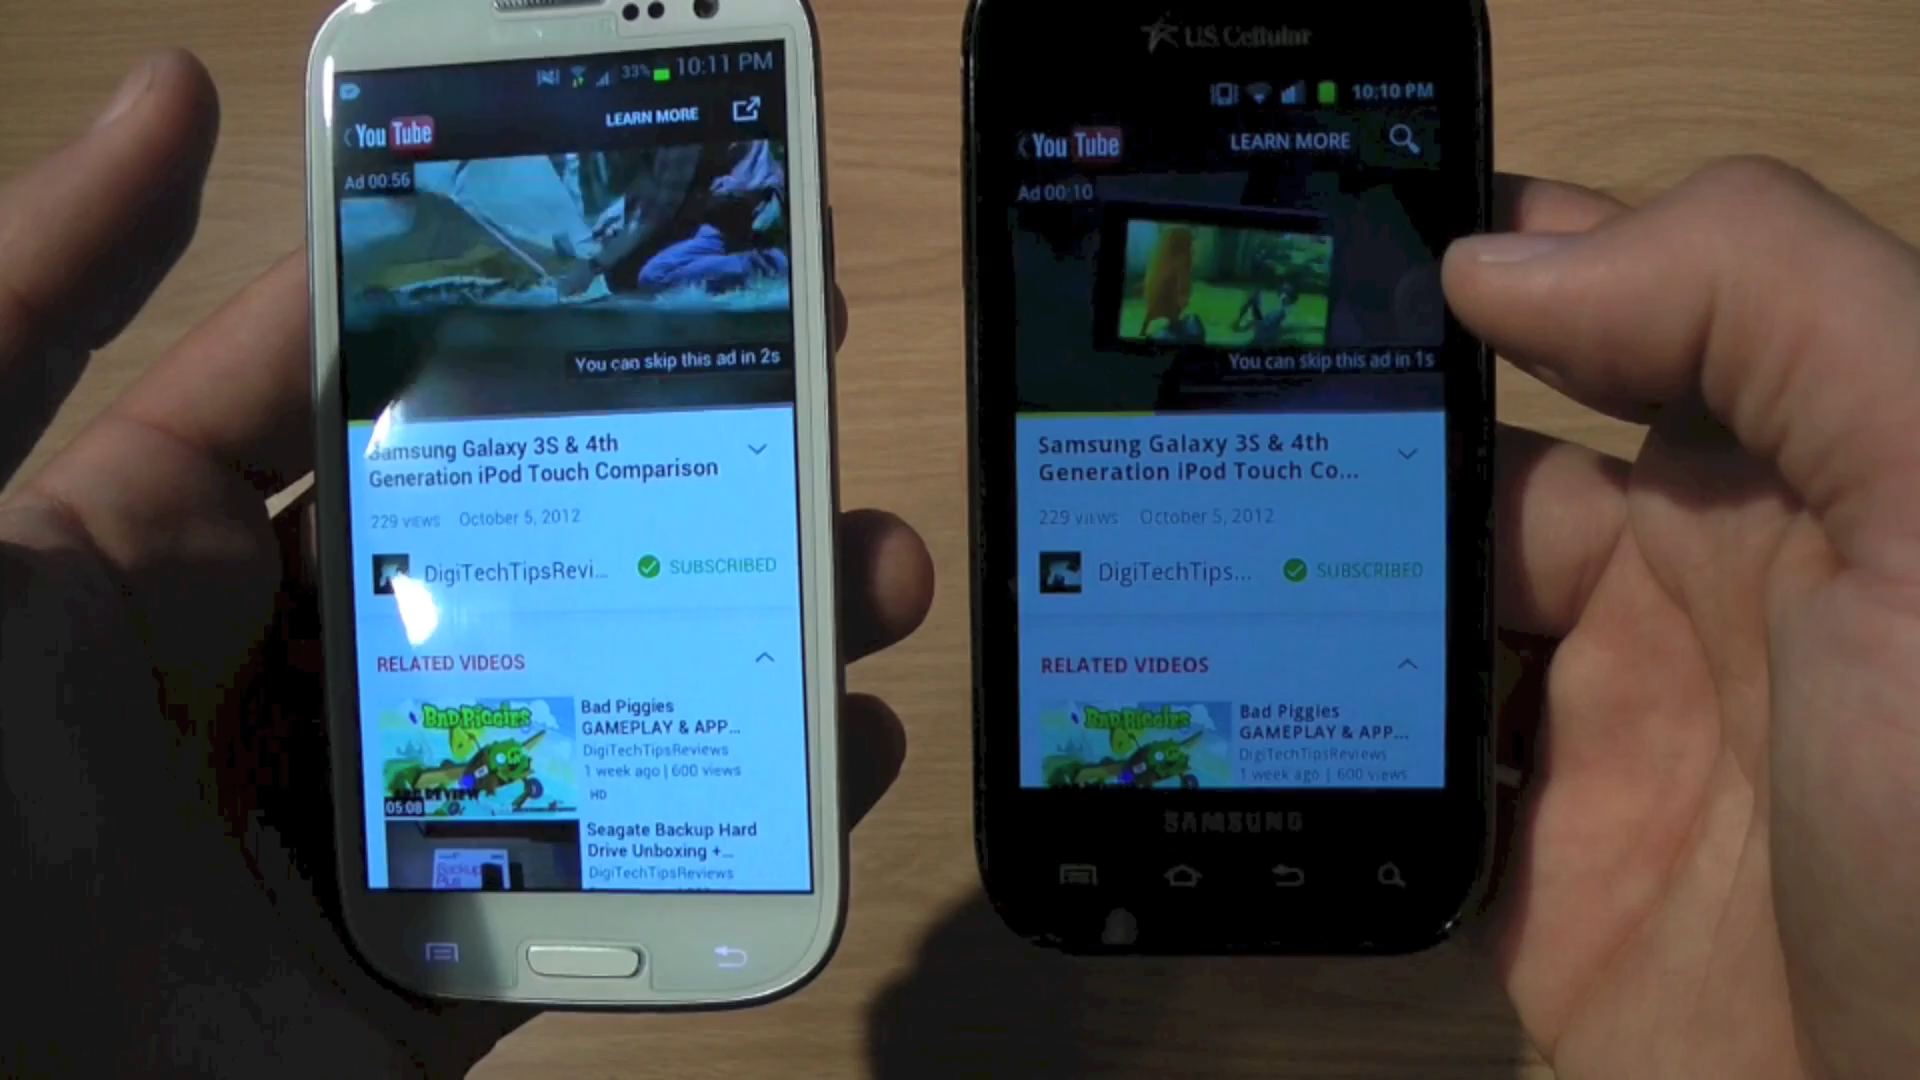 33% 10:11 PM
LEARN MORE
You Tube
Ad 00:56
You can skip this ad in 2s
Samsung Galaxy 3S & 4th
Generation iPod Touch Comparison
229 VIEWS October 5, 2012
DigiTechTipsRevi... SUBSCRIBED
RELATED VIDEOS
BAD PIGGIES
REVIEW
05:08
Bad Piggies
GAMEPLAY & APP...
DigiTechTipsReviews
1 week ago | 600 views
HD
Backup
Plus
Seagate Backup Hard
Drive Unboxing +...
DigiTechTipsReviews
U.S. Cellular
10:10 PM
You Tube LEARN MORE
Ad 00:10
You can skip this ad in 1s
Samsung Galaxy 3S & 4th
Generation iPod Touch Co...
229 VIEWS October 5, 2012
DigiTechTips... SUBSCRIBED
RELATED VIDEOS
BAD PIGGIES
Bad Piggies
GAMEPLAY & APP...
DigiTechTipsReviews
1 week ago | 600 views
SAMSUNG